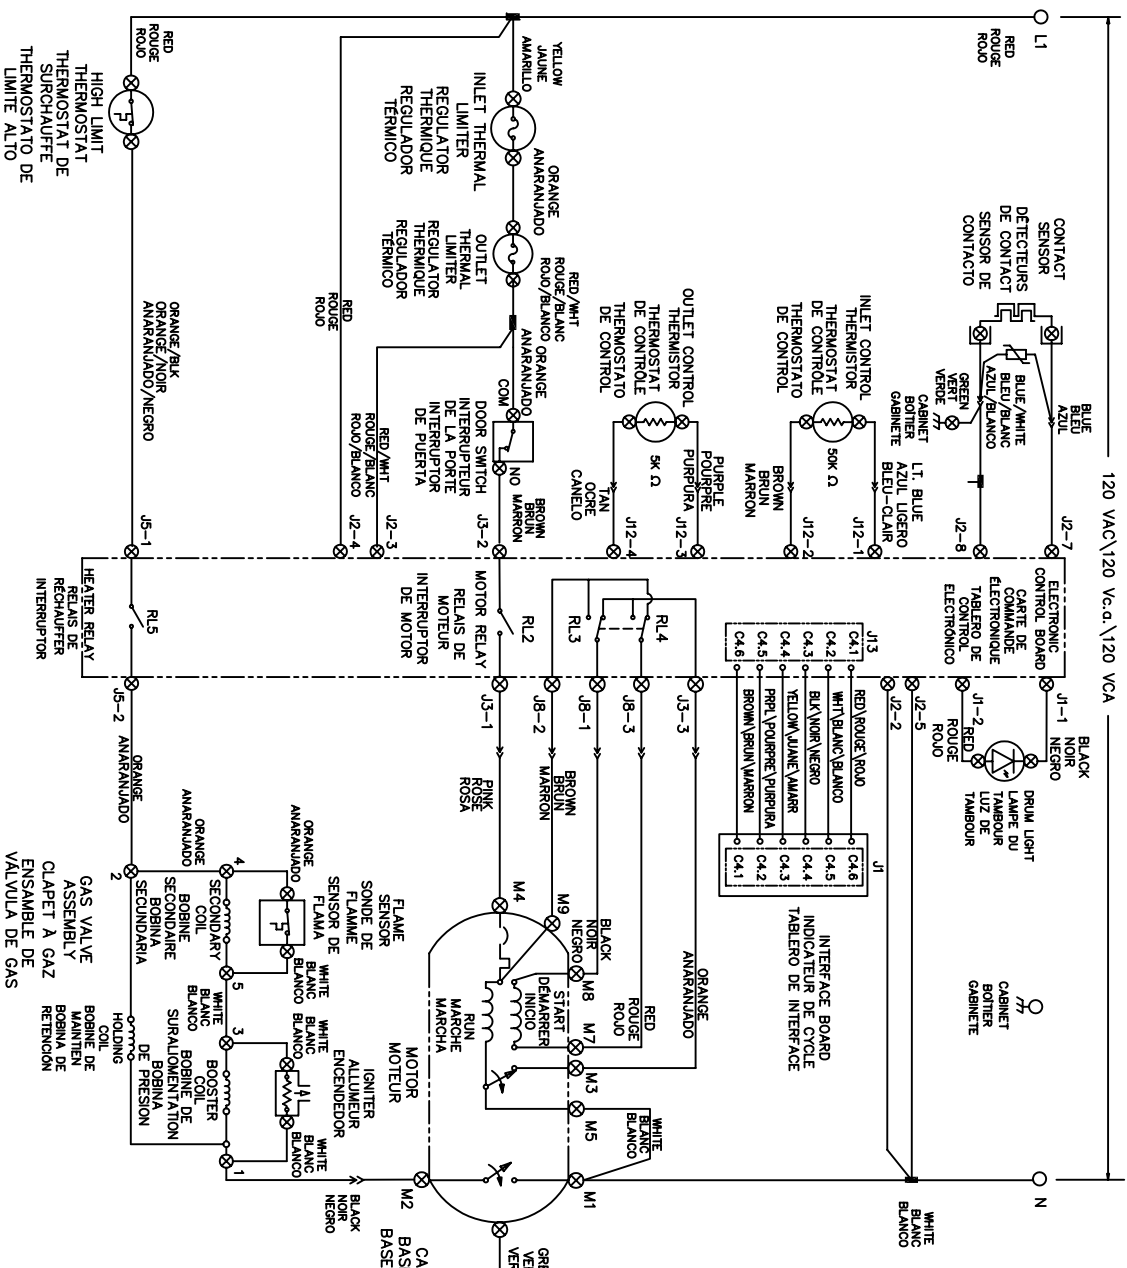 120 VAC\120 Vc.a.\120 VCA
L1
RED
ROUGE
ROJO
N
WHITE
BLANC
BLANCO
CONTACT
SENSOR
DÉTECTEURS
DE CONTACT
SENSOR DE
CONTACTO
BLUE
BLEU
AZUL
BLUE/WHITE
BLEU/BLANC
AZUL/BLANCO
GREEN
VERT
VERDE
CABINET
BOÎTIER
GABINETE
J2-7
J2-8
ELECTRONIC
CONTROL BOARD
CARTE DE
COMMANDE
ÉLECTRONIQUE
TABLERO DE
CONTROL
ELECTRÓNICO
J1-1
J1-2
BLACK
NOIR
NEGRO
RED
ROUGE
ROJO
DRUM LIGHT
LAMPE DU
TAMBOUR
LUZ DE
TAMBOUR
CABINET
BOÎTIER
GABINETE
J2-5
J2-2
INLET CONTROL
THERMISTOR
THERMOSTAT
DE CONTRÔLE
THERMOSTATO
DE CONTROL
50K Ω
LT. BLUE
AZUL LIGERO
BLEU-CLAIR
BROWN
BRUN
MARRON
J12-1
J12-2
J13
C4.1
C4.2
C4.3
C4.4
C4.5
C4.6
RED\ROUGE\ROJO
WHT\BLANC\BLANCO
BLK\NOIR\NEGRO
YELLOW\JUANE\AMARR
PRPL\POURPRE\PURPURA
BROWN\BRUN\MARRON
J1
C4.6
C4.5
C4.4
C4.3
C4.2
C4.1
INTERFACE BOARD
INDICATEUR DE CYCLE
TABLERO DE INTERFACE
OUTLET CONTROL
THERMISTOR
THERMOSTAT
DE CONTRÔLE
THERMOSTATO
DE CONTROL
5K Ω
PURPLE
POURPRE
PURPURA
TAN
OCRE
CANELO
J12-3
J12-4
RL4
RL3
J3-3
J8-3
J8-1
J8-2
ORANGE
ANARANJADO
RED
ROUGE
ROJO
BLACK
NOIR
NEGRO
BROWN
BRUN
MARRON
M9
M8
M7
M3
M5
M1
WHITE
BLANC
BLANCO
START
DÉMARRER
INICIO
RUN
MARCHE
MARCHA
YELLOW
JAUNE
AMARILLO
INLET THERMAL
LIMITER
REGULATOR
THERMIQUE
REGULADOR
TÉRMICO
ORANGE
ANARANJADO
OUTLET
THERMAL
LIMITER
REGULATOR
THERMIQUE
REGULADOR
TÉRMICO
RED/WHT
ROUGE/BLANC
ROJO/BLANCO
ORANGE
ANARANJADO
COM
NO
DOOR SWITCH
INTERRUPTEUR
DE LA PORTE
INTERRUPTOR
DE PUERTA
BROWN
BRUN
MARRON
J3-2
RL2
MOTOR RELAY
RELAIS DE
MOTEUR
INTERRUPTOR
DE MOTOR
J3-1
PINK
ROSE
ROSA
M4
MOTOR
MOTEUR
M2
RED/WHT
ROUGE/BLANC
ROJO/BLANCO
J2-3
RED
ROUGE
ROJO
J2-4
BLACK
NOIR
NEGRO
RED
ROUGE
ROJO
HIGH LIMIT
THERMOSTAT
THERMOSTAT DE
SURCHAUFFE
THERMOSTATO DE
LIMITE ALTO
ORANGE/BLK
ORANGE/NOIR
ANARANJADO/NEGRO
J5-1
RL5
HEATER RELAY
RELAIS DE
RÉCHAUFFER
INTERRUPTOR
J5-2
ORANGE
ANARANJADO
ORANGE
ANARANJADO
ORANGE
ANARANJADO
FLAME
SENSOR
SONDE DE
FLAMME
SENSOR DE
FLAMA
WHITE
BLANC
BLANCO
WHITE
BLANC
BLANCO
IGNITER
ALLUMEUR
ENCENDEDOR
WHITE
BLANC
BLANCO
4
5
3
1
2
SECONDARY
COIL
BOBINE
SECONDAIRE
BOBINA
SECUNDARIA
WHITE
BLANC
BLANCO
BOOSTER
COIL
BOBINE DE
SURALIOMENTATION
BOBINA
DE PRESION
HOLDING
COIL
BOBINE DE
MAINTIEN
BOBINA DE
RETENCIÓN
GAS VALVE
ASSEMBLY
CLAPET À GAZ
ENSAMBLE DE
VÁLVULA DE GAS